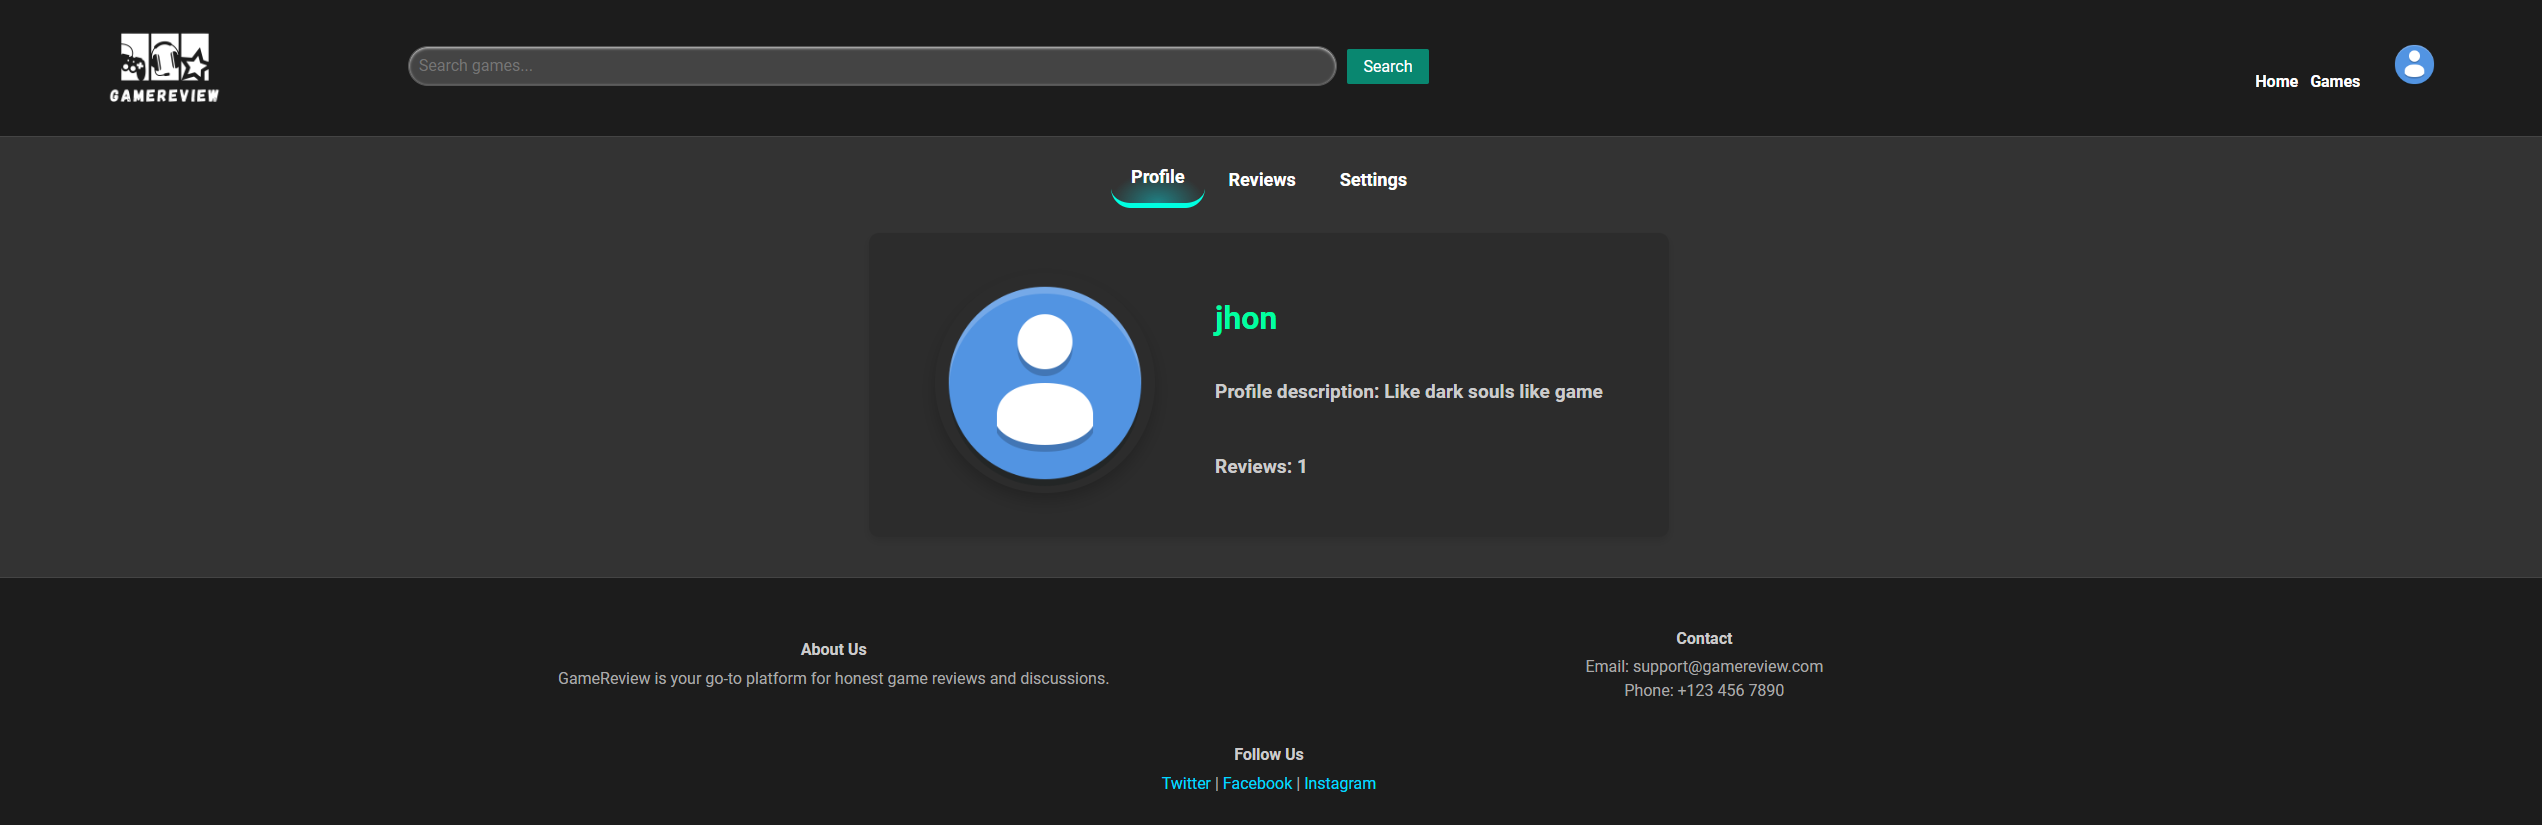 GAMEREVIEW
Search games...
Search
Home Games
Profile Reviews Settings
jhon
Profile description: Like dark souls like game
Reviews: 1
About Us
GameReview is your go-to platform for honest game reviews and discussions.
Contact
Email: support@gamereview.com
Phone: +123 456 7890
Follow Us
Twitter | Facebook | Instagram